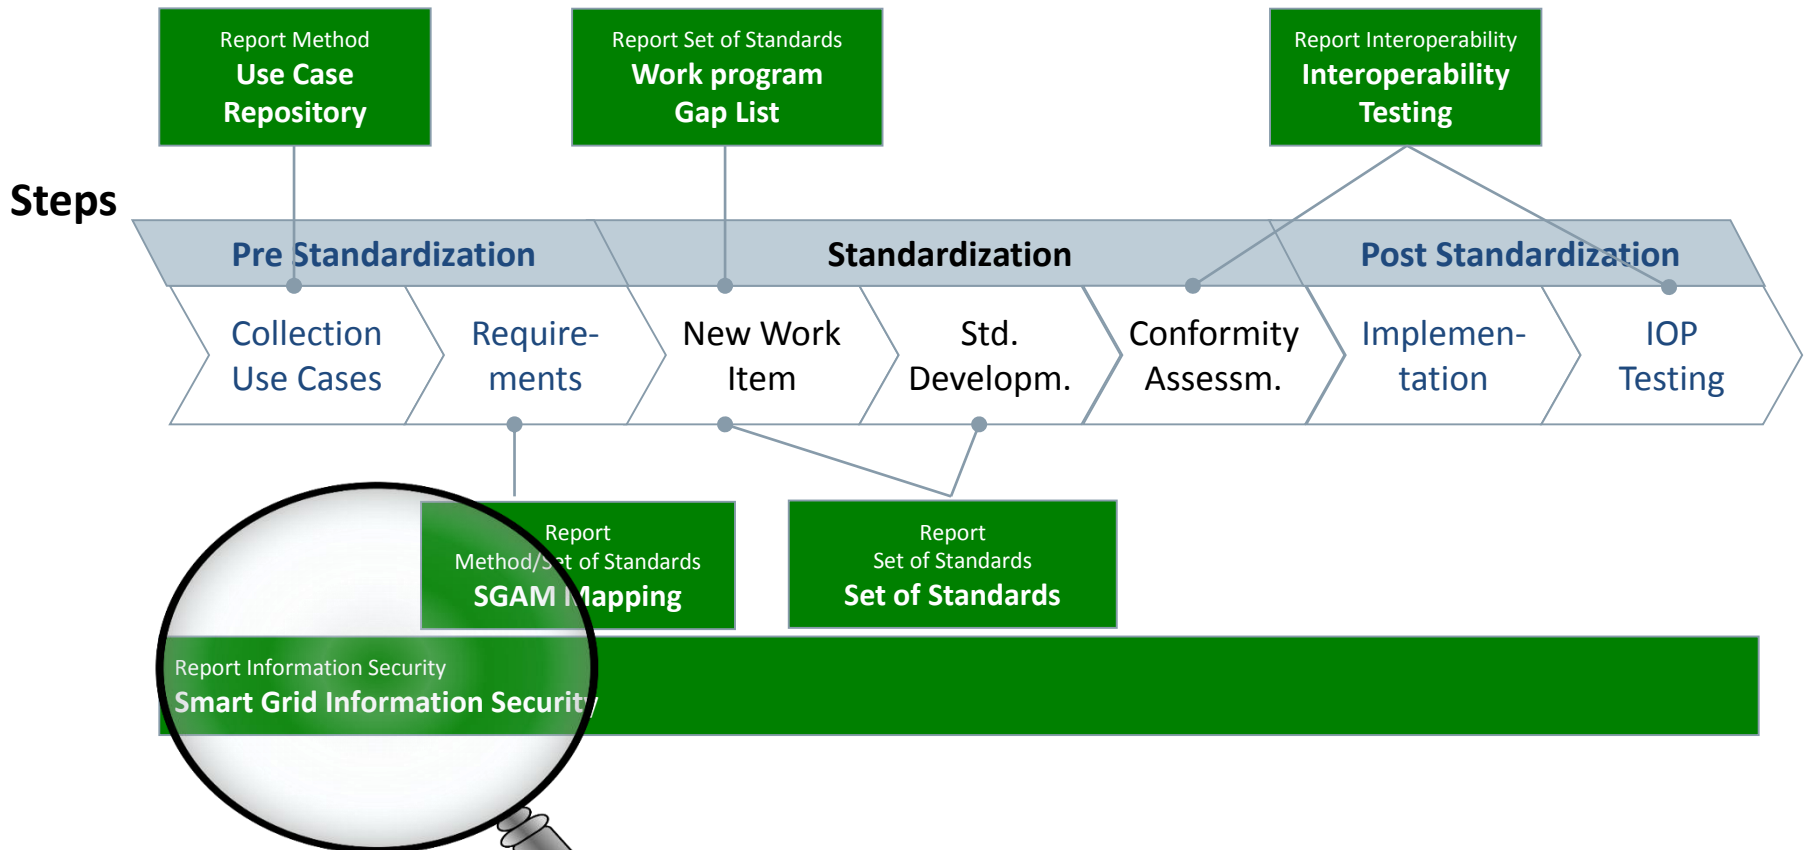 Report Method
Use Case
Repository
Report Set of Standards
Work program
Gap List
Report Interoperability
Interoperability
Testing
Steps
Pre Standardization
Standardization
Post Standardization
Collection
Use Cases
Require-
ments
New Work
Item
Std.
Developm.
Conformity
Assessm.
Implemen-
tation
IOP
Testing
Report
Method/Set of Standards
SGAM Mapping
Report
Set of Standards
Set of Standards
Report Information Security
Smart Grid Information Security